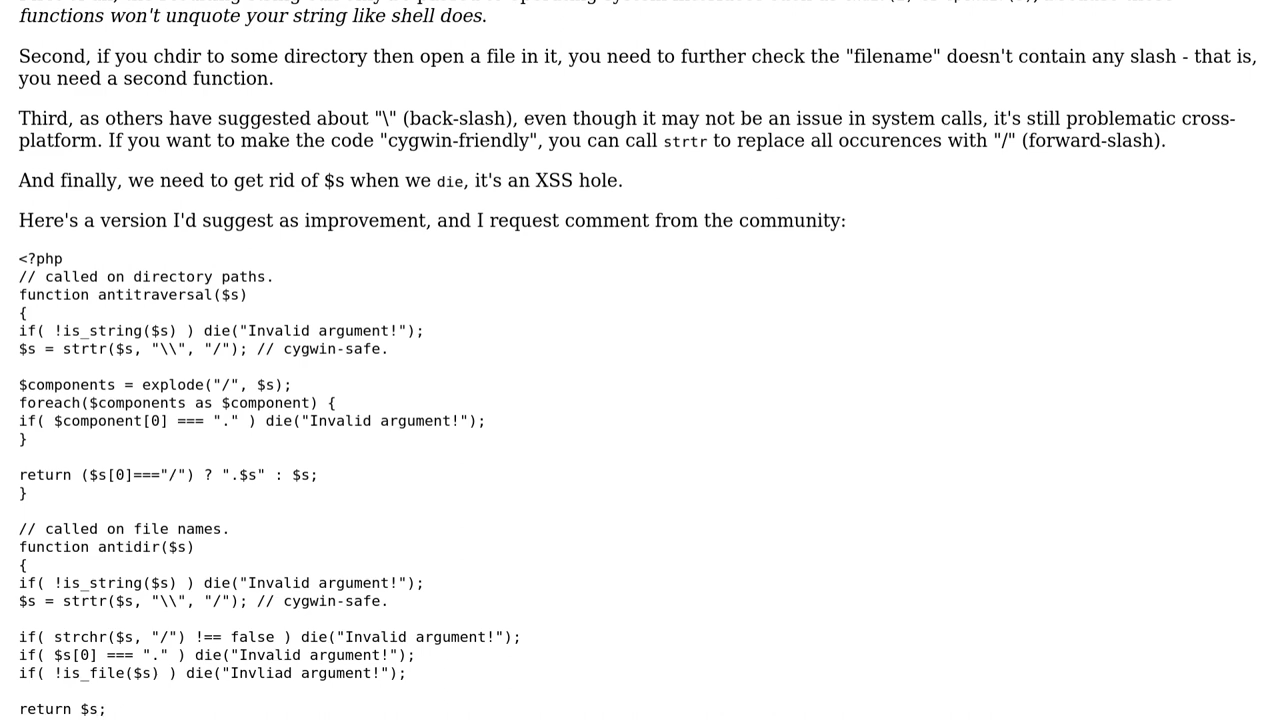 functions won't unquote your string like shell does.
Second, if you chdir to some directory then open a file in it, you need to further check the "filename" doesn't contain any slash - that is,
you need a second function.
Third, as others have suggested about "\" (back-slash), even though it may not be an issue in system calls, it's still problematic cross-
platform. If you want to make the code "cygwin-friendly", you can call strtr to replace all occurences with "/" (forward-slash).
And finally, we need to get rid of $s when we die, it's an XSS hole.
Here's a version I'd suggest as improvement, and I request comment from the community:
<?php
// called on directory paths.
function antitraversal($s)
{
if( !is_string($s) ) die("Invalid argument!");
$s = strtr($s, "\\", "/"); // cygwin-safe.
$components = explode("/", $s);
foreach($components as $component) {
if( $component[0] === "." ) die("Invalid argument!");
}
return ($s[0]==="/") ? ".$s" : $s;
}
// called on file names.
function antidir($s)
{
if( !is_string($s) ) die("Invalid argument!");
$s = strtr($s, "\\", "/"); // cygwin-safe.
if( strchr($s, "/") !== false ) die("Invalid argument!");
if( $s[0] === "." ) die("Invalid argument!");
if( !is_file($s) ) die("Invliad argument!");
return $s;